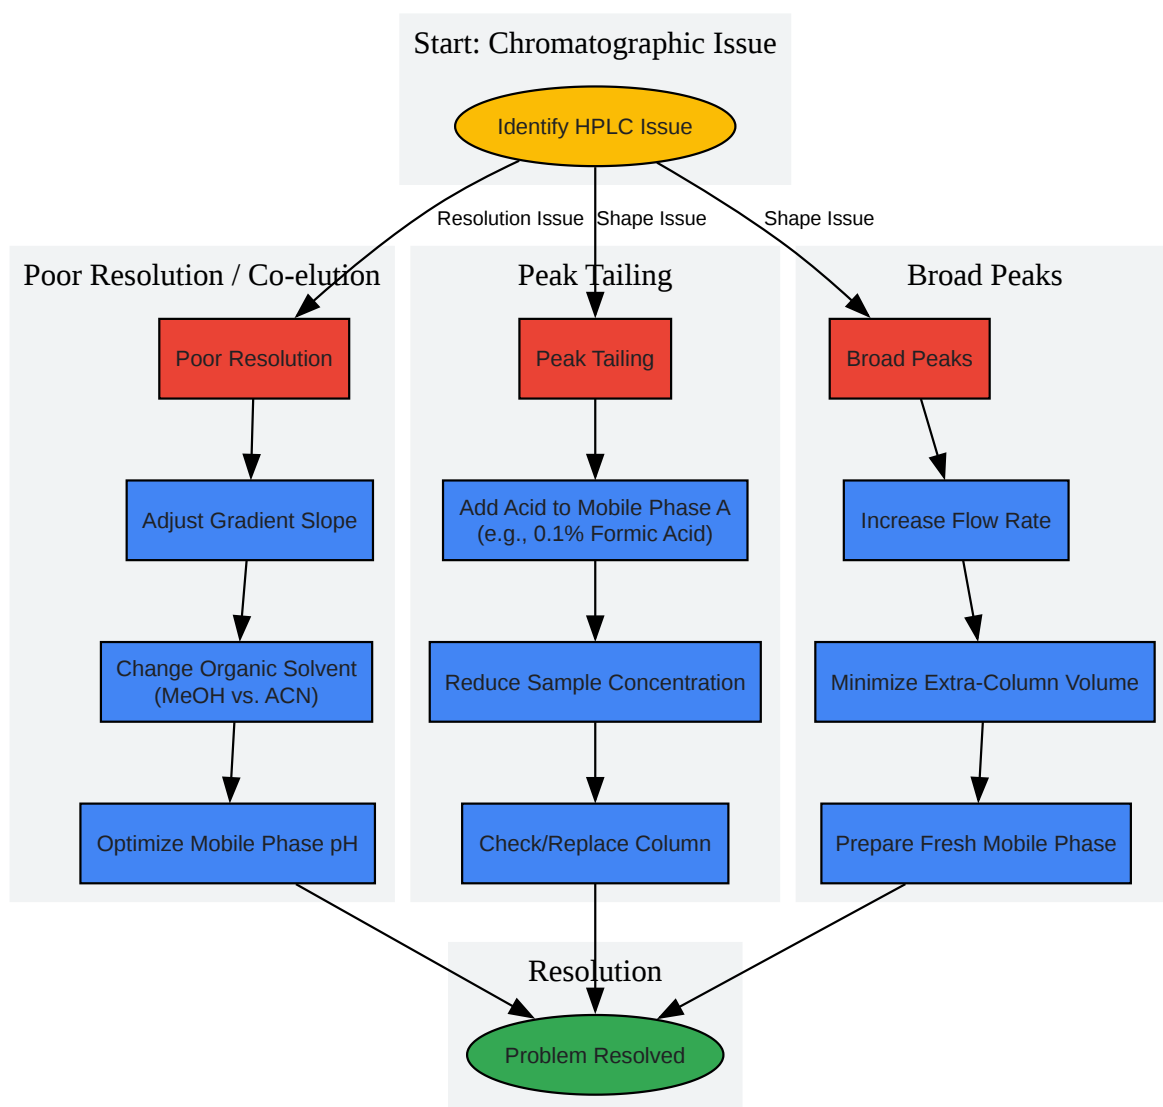 Start: Chromatographic Issue
Identify HPLC Issue
Resolution Issue
Shape Issue
Shape Issue
Poor Resolution / Co-elution
Peak Tailing
Broad Peaks
Poor Resolution
Peak Tailing
Broad Peaks
Adjust Gradient Slope
Add Acid to Mobile Phase A
(e.g., 0.1% Formic Acid)
Increase Flow Rate
Change Organic Solvent
(MeOH vs. ACN)
Reduce Sample Concentration
Minimize Extra-Column Volume
Optimize Mobile Phase pH
Check/Replace Column
Prepare Fresh Mobile Phase
Resolution
Problem Resolved